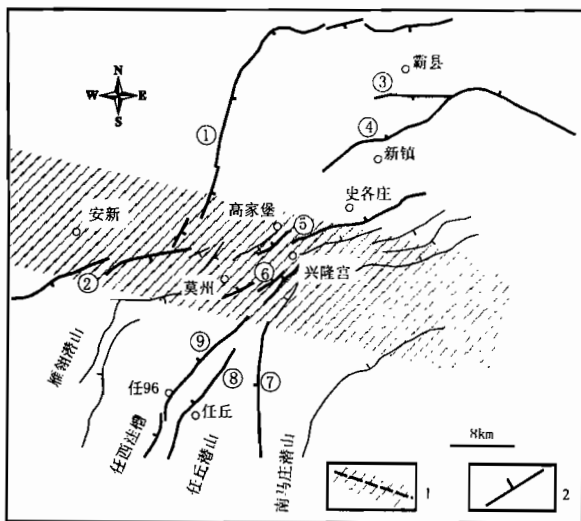 霸县
N
W E
S
③
①
④
新镇
史各庄
安新
高家堡
⑤
②
莫州
⑥
兴隆宫
雁翎潜山
⑨
任96
⑧
⑦
任丘
任西洼槽
任丘潜山
南马庄潜山
8km
1
2